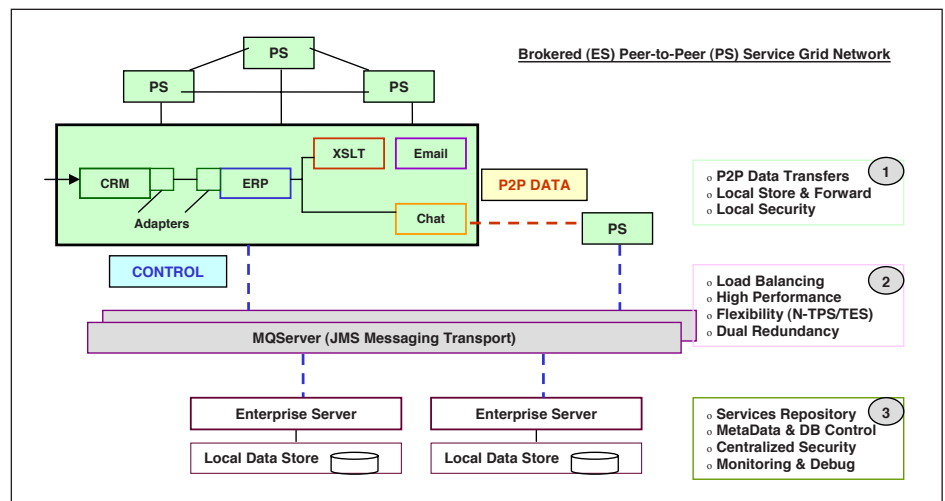 Brokered (ES) Peer-to-Peer (PS) Service Grid Network
PS
PS
PS
XSLT
Email
CRM
ERP
Adapters
Chat
P2P DATA
PS
CONTROL
MQServer (JMS Messaging Transport)
Enterprise Server
Enterprise Server
Local Data Store
Local Data Store
1
o P2P Data Transfers
o Local Store & Forward
o Local Security
2
o Load Balancing
o High Performance
o Flexibility (N-TPS/TES)
o Dual Redundancy
3
o Services Repository
o MetaData & DB Control
o Centralized Security
o Monitoring & Debug